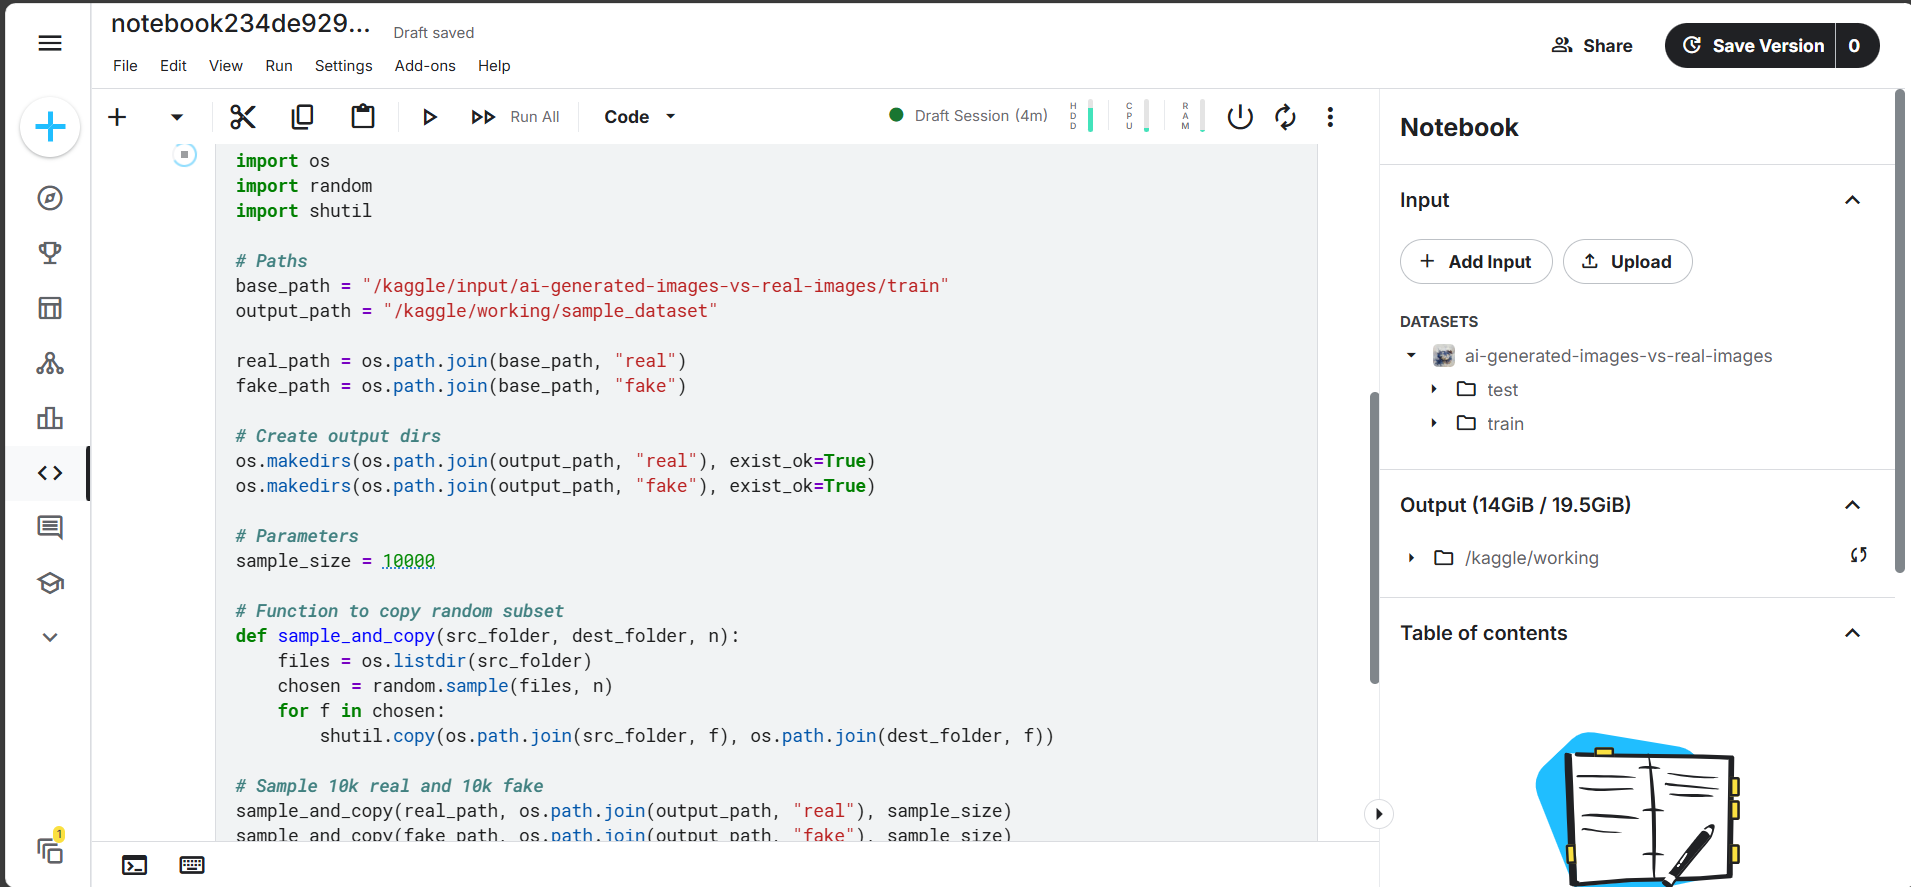 notebook234de929...
Draft saved
File Edit View Run Settings Add-ons Help
Share
Save Version 0
Run All
Code
Draft Session (4m)
HDD
CPU
RAM
import os
import random
import shutil
# Paths
base_path = "/kaggle/input/ai-generated-images-vs-real-images/train"
output_path = "/kaggle/working/sample_dataset"
real_path = os.path.join(base_path, "real")
fake_path = os.path.join(base_path, "fake")
# Create output dirs
os.makedirs(os.path.join(output_path, "real"), exist_ok=True)
os.makedirs(os.path.join(output_path, "fake"), exist_ok=True)
# Parameters
sample_size = 10000
# Function to copy random subset
def sample_and_copy(src_folder, dest_folder, n):
    files = os.listdir(src_folder)
    chosen = random.sample(files, n)
    for f in chosen:
        shutil.copy(os.path.join(src_folder, f), os.path.join(dest_folder, f))
# Sample 10k real and 10k fake
sample_and_copy(real_path, os.path.join(output_path, "real"), sample_size)
sample_and_copy(fake_path, os.path.join(output_path, "fake"), sample_size)
Notebook
Input
Add Input
Upload
DATASETS
ai-generated-images-vs-real-images
test
train
Output (14GiB / 19.5GiB)
/kaggle/working
Table of contents
1